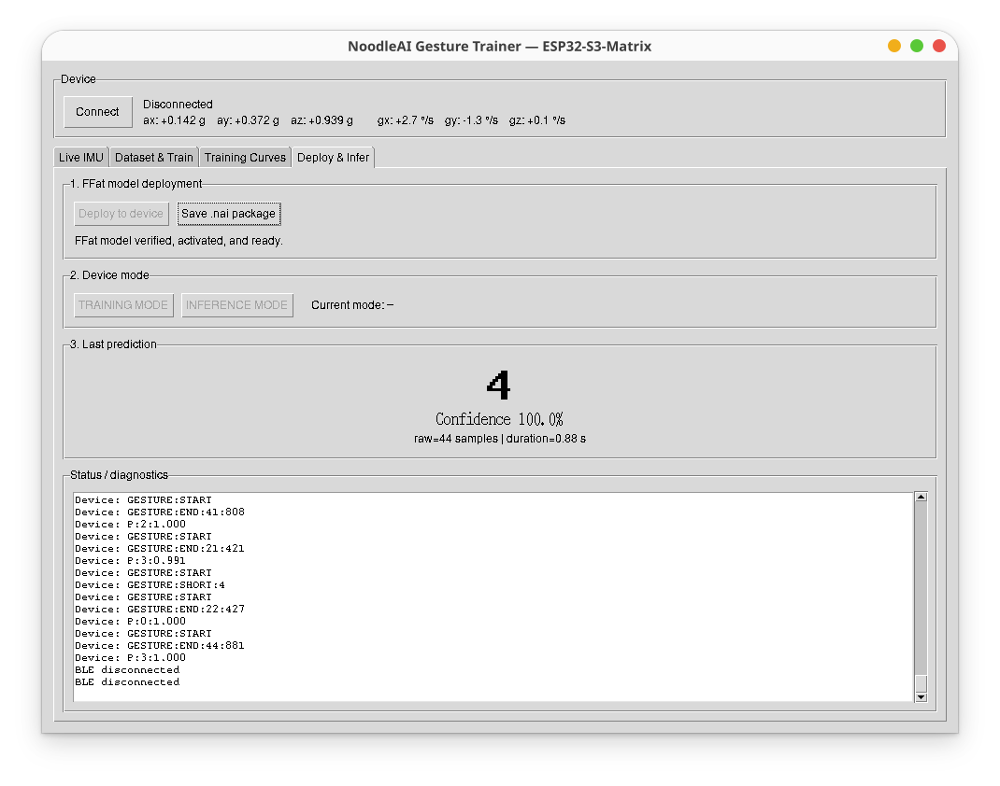 NoodleAI Gesture Trainer — ESP32-S3-Matrix
Device
Connect
Disconnected
ax: +0.142 g   ay: +0.372 g   az: +0.939 g     gx: +2.7 °/s   gy: -1.3 °/s   gz: +0.1 °/s
Live IMU   Dataset & Train   Training Curves   Deploy & Infer
1. FFat model deployment
Deploy to device   Save .nai package
FFat model verified, activated, and ready.
2. Device mode
TRAINING MODE   INFERENCE MODE   Current mode: –
3. Last prediction
4
Confidence 100.0%
raw=44 samples | duration=0.88 s
Status / diagnostics
Device: GESTURE:START
Device: GESTURE:END:41:808
Device: P:2:1.000
Device: GESTURE:START
Device: GESTURE:END:21:421
Device: P:3:0.991
Device: GESTURE:START
Device: GESTURE:SHORT:4
Device: GESTURE:START
Device: GESTURE:END:22:427
Device: P:0:1.000
Device: GESTURE:START
Device: GESTURE:END:44:881
Device: P:3:1.000
BLE disconnected
BLE disconnected